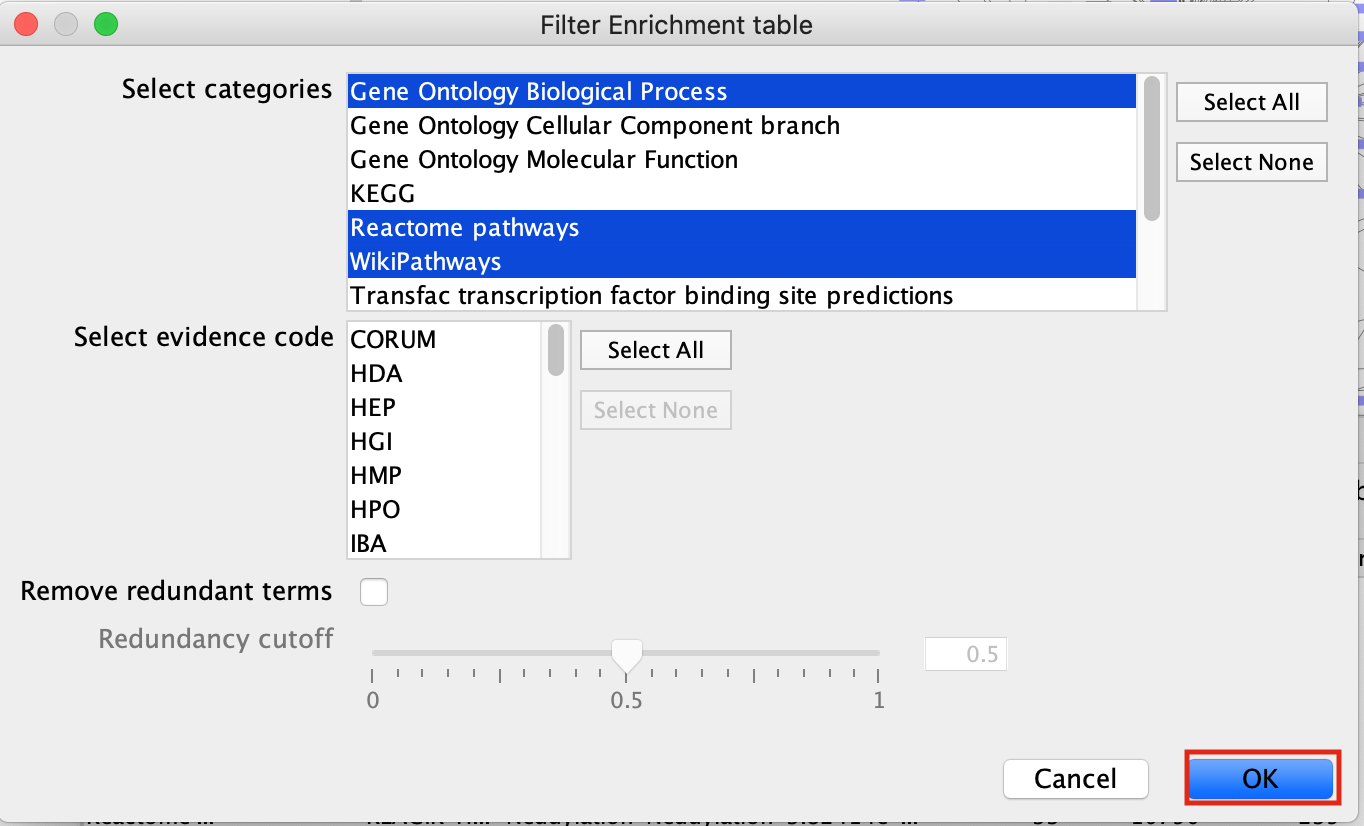 Filter Enrichment table
Select categories
Gene Ontology Biological Process
Gene Ontology Cellular Component branch
Gene Ontology Molecular Function
KEGG
Reactome pathways
WikiPathways
Transfac transcription factor binding site predictions
Select All
Select None
Select evidence code
CORUM
HDA
HEP
HGI
HMP
HPO
IBA
Select All
Select None
Remove redundant terms
Redundancy cutoff
0.5
0
0.5
1
Cancel
OK